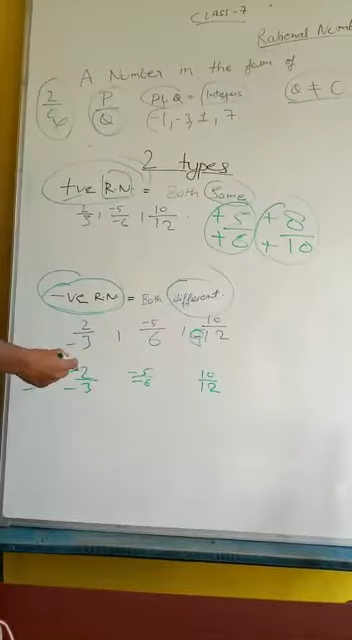 CLASS-7
Rational Num
A Number in the form of
2/5 P/Q P & Q = Integers Q ≠
(-1, -3, 1, 7.
2 types
+ve R.N. = Both Same
2/3, -5/-6, 10/12. +5/+6 +8/+10
-ve R.N = Both different.
2/-3, -5/6, 10/-12
-2/-3 -5/-6 10/12